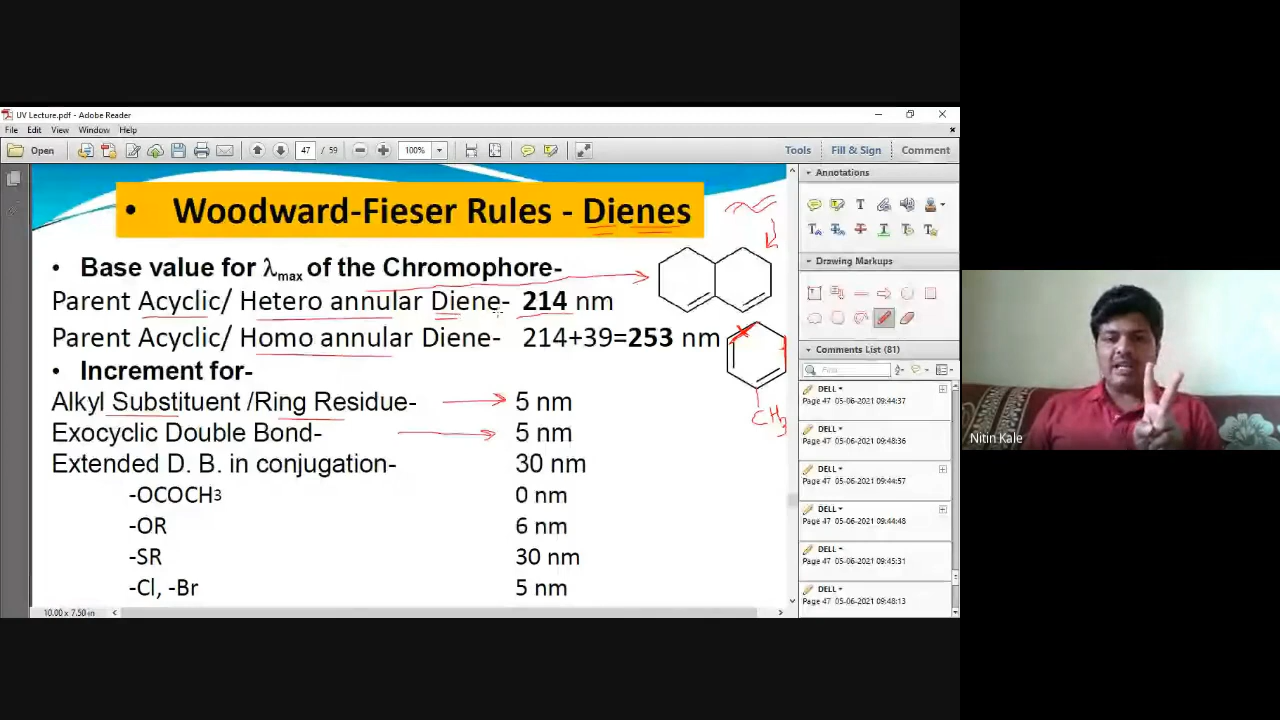 UV Lecture.pdf - Adobe Reader
File Edit View Window Help
Open 47 / 59 100% Tools Fill & Sign Comment
• Woodward-Fieser Rules - Dienes
• Base value for λmax of the Chromophore-
Parent Acyclic/ Hetero annular Diene- 214 nm
Parent Acyclic/ Homo annular Diene- 214+39=253 nm
• Increment for-
Alkyl Substituent /Ring Residue- 5 nm
Exocyclic Double Bond- 5 nm
Extended D. B. in conjugation- 30 nm
-OCOCH3 0 nm
-OR 6 nm
-SR 30 nm
-Cl, -Br 5 nm
CH3
10.00 x 7.50 in
Annotations
Drawing Markups
Comments List (81)
Find
DELL
Page 47 05-06-2021 09:44:37
DELL
Page 47 05-06-2021 09:48:36
DELL
Page 47 05-06-2021 09:44:57
DELL
Page 47 05-06-2021 09:44:48
DELL
Page 47 05-06-2021 09:45:31
DELL
Page 47 05-06-2021 09:48:13
Nitin Kale